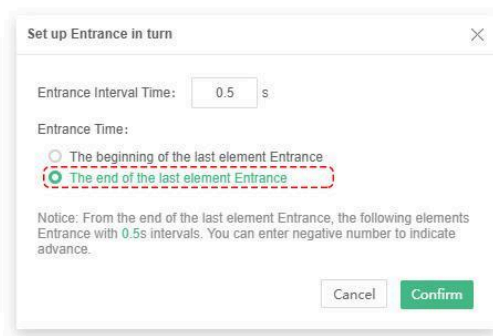 Set up Entrance in turn
Entrance Interval Time: 0.5 s
Entrance Time:
The beginning of the last element Entrance
The end of the last element Entrance
Notice: From the end of the last element Entrance, the following elements
Entrance with 0.5s intervals. You can enter negative number to indicate
advance.
Cancel Confirm